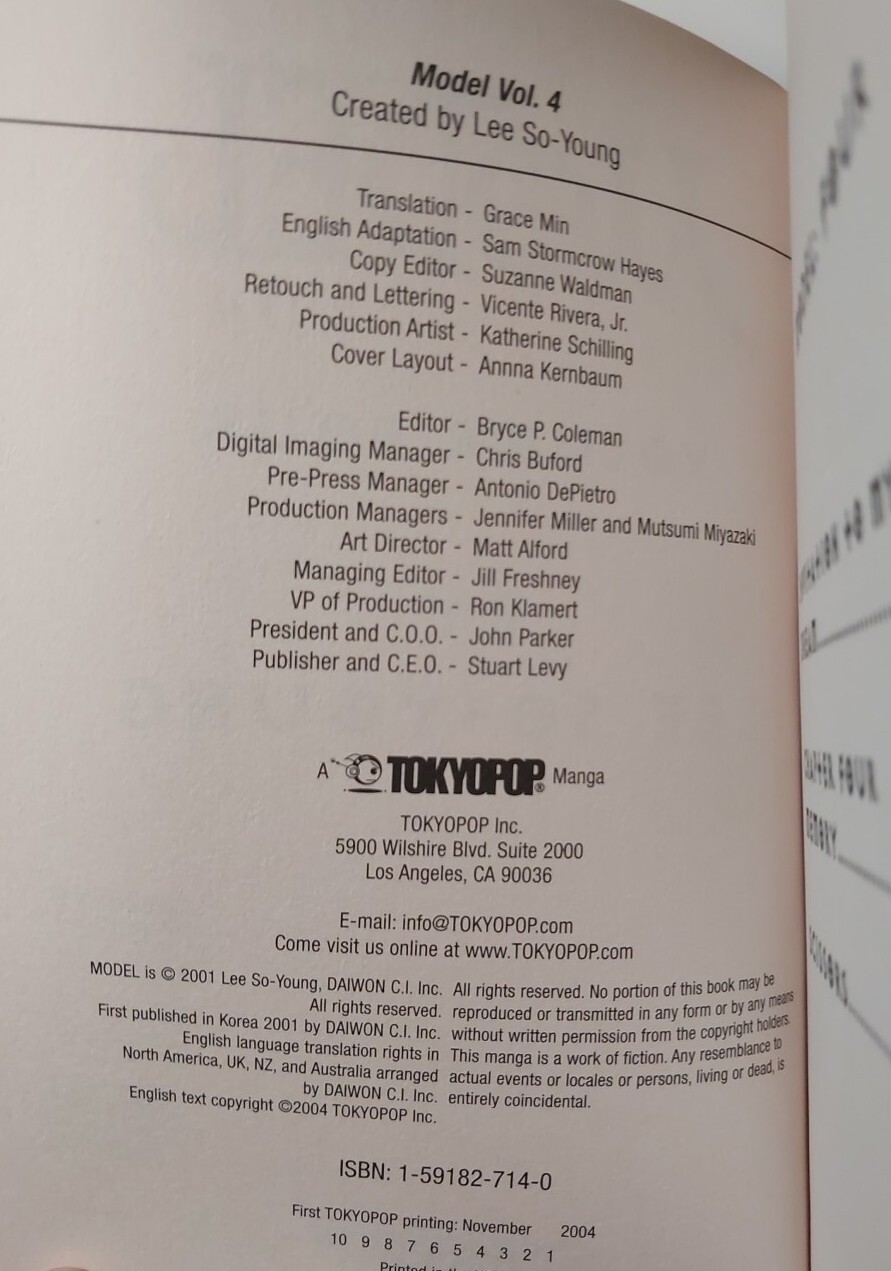 Model Vol. 4
Created by Lee So-Young
Translation - Grace Min
English Adaptation - Sam Stormcrow Hayes
Copy Editor - Suzanne Waldman
Retouch and Lettering - Vicente Rivera, Jr.
Production Artist - Katherine Schilling
Cover Layout - Annna Kernbaum
Editor - Bryce P. Coleman
Digital Imaging Manager - Chris Buford
Pre-Press Manager - Antonio DePietro
Production Managers - Jennifer Miller and Mutsumi Miyazaki
Art Director - Matt Alford
Managing Editor - Jill Freshney
VP of Production - Ron Klamert
President and C.O.O. - John Parker
Publisher and C.E.O. - Stuart Levy
A TOKYOPOP® Manga
TOKYOPOP Inc.
5900 Wilshire Blvd. Suite 2000
Los Angeles, CA 90036
E-mail: info@TOKYOPOP.com
Come visit us online at www.TOKYOPOP.com
MODEL is © 2001 Lee So-Young, DAIWON C.I. Inc.
All rights reserved.
First published in Korea 2001 by DAIWON C.I. Inc.
English language translation rights in
North America, UK, NZ, and Australia arranged
by DAIWON C.I. Inc.
English text copyright ©2004 TOKYOPOP Inc.
All rights reserved. No portion of this book may be
reproduced or transmitted in any form or by any means
without written permission from the copyright holders.
This manga is a work of fiction. Any resemblance to
actual events or locales or persons, living or dead, is
entirely coincidental.
ISBN: 1-59182-714-0
First TOKYOPOP printing: November 2004
10 9 8 7 6 5 4 3 2 1
Printed in the
FOUR